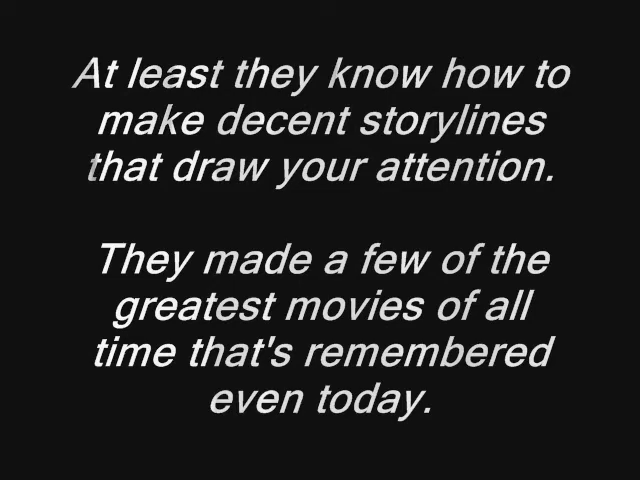 At least they know how to
make decent storylines
that draw your attention.
They made a few of the
greatest movies of all
time that's remembered
even today.